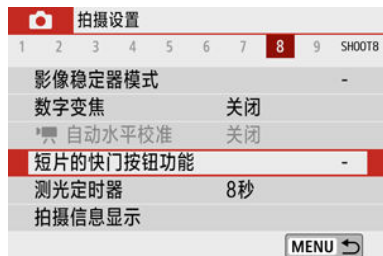 拍摄设置
1 2 3 4 5 6 7 8 9 SHOOT8
影像稳定器模式 -
数字变焦 关闭
自动水平校准 关闭
短片的快门按钮功能 -
测光定时器 8秒
拍摄信息显示
MENU